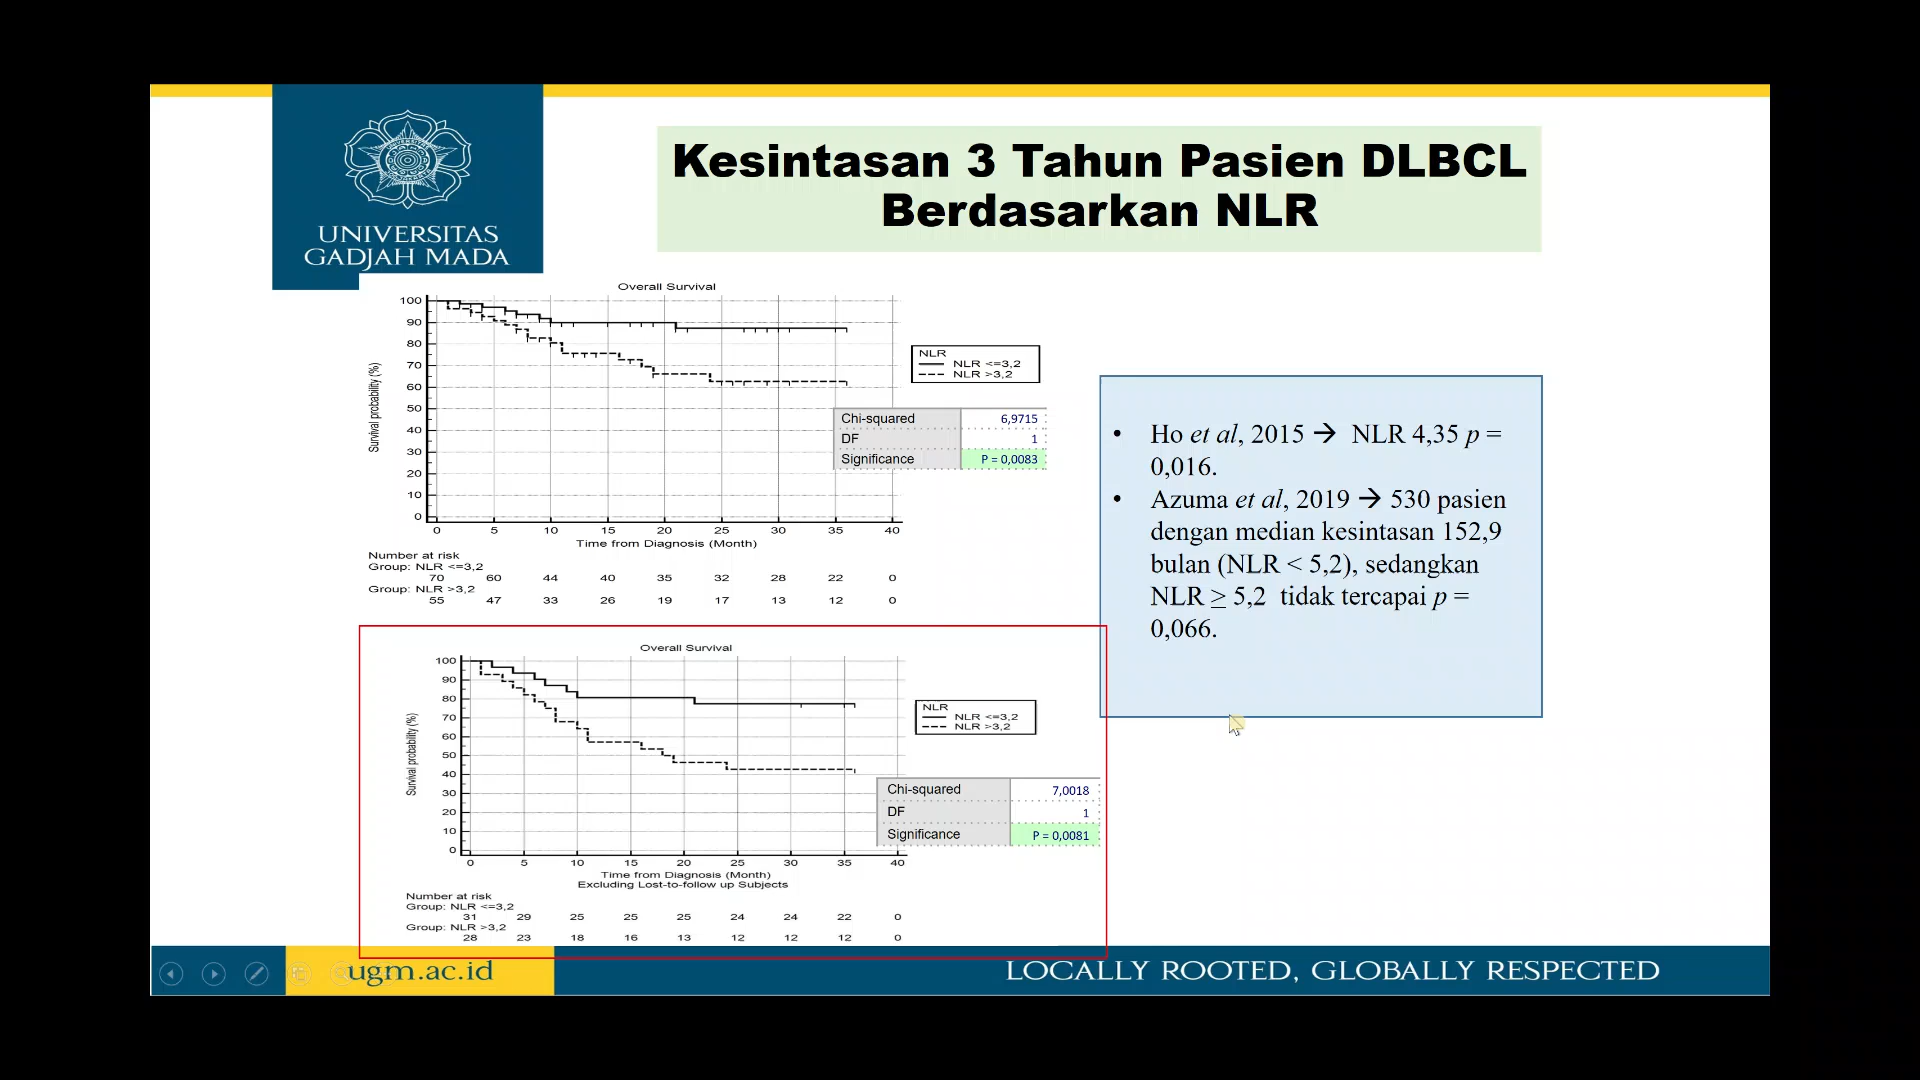 UNIVERSITAS
GADJAH MADA
Kesintasan 3 Tahun Pasien DLBCL
Berdasarkan NLR
Overall Survival
Survival probability (%)
100
90
80
70
60
50
40
30
20
10
0
0 5 10 15 20 25 30 35 40
Time from Diagnosis (Month)
NLR
NLR <=3,2
NLR >3,2
Chi-squared 6,9715
DF 1
Significance P = 0,0083
Number at risk
Group: NLR <=3,2
70 60 44 40 35 32 28 22 0
Group: NLR >3,2
55 47 33 26 19 17 13 12 0
Overall Survival
Survival probability (%)
100
90
80
70
60
50
40
30
20
10
0
0 5 10 15 20 25 30 35 40
Time from Diagnosis (Month)
Excluding Lost-to-follow up Subjects
NLR
NLR <=3,2
NLR >3,2
Chi-squared 7,0018
DF 1
Significance P = 0,0081
Number at risk
Group: NLR <=3,2
31 29 25 25 25 24 24 22 0
Group: NLR >3,2
28 23 18 16 13 12 12 12 0
• Ho et al, 2015 → NLR 4,35 p =
0,016.
• Azuma et al, 2019 → 530 pasien
dengan median kesintasan 152,9
bulan (NLR < 5,2), sedangkan
NLR ≥ 5,2 tidak tercapai p =
0,066.
ugm.ac.id
LOCALLY ROOTED, GLOBALLY RESPECTED